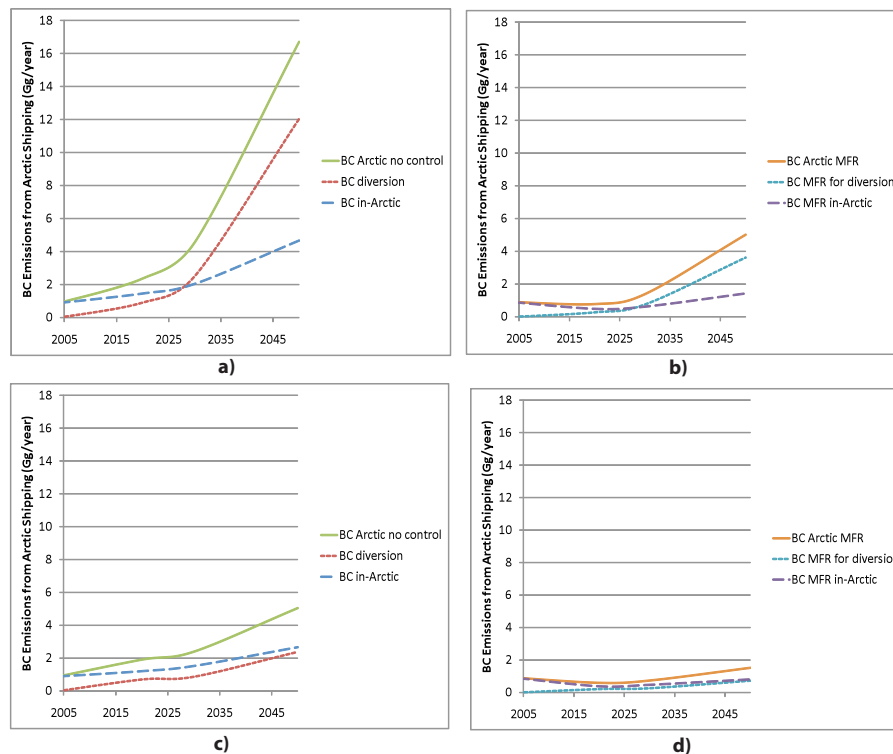 BC Emissions from Arctic Shipping (Gg/year)
18
16
14
12
10
8
6
4
2
0
2005 2015 2025 2035 2045
BC Arctic no control
BC diversion
BC in-Arctic
a)
BC Emissions from Arctic Shipping (Gg/year)
18
16
14
12
10
8
6
4
2
0
2005 2015 2025 2035 2045
BC Arctic MFR
BC MFR for diversion
BC MFR in-Arctic
b)
BC Emissions from Arctic Shipping (Gg/year)
18
16
14
12
10
8
6
4
2
0
2005 2015 2025 2035 2045
BC Arctic no control
BC diversion
BC in-Arctic
c)
BC Emissions from Arctic Shipping (Gg/year)
18
16
14
12
10
8
6
4
2
0
2005 2015 2025 2035 2045
BC Arctic MFR
BC MFR for diversio
BC MFR in-Arctic
d)